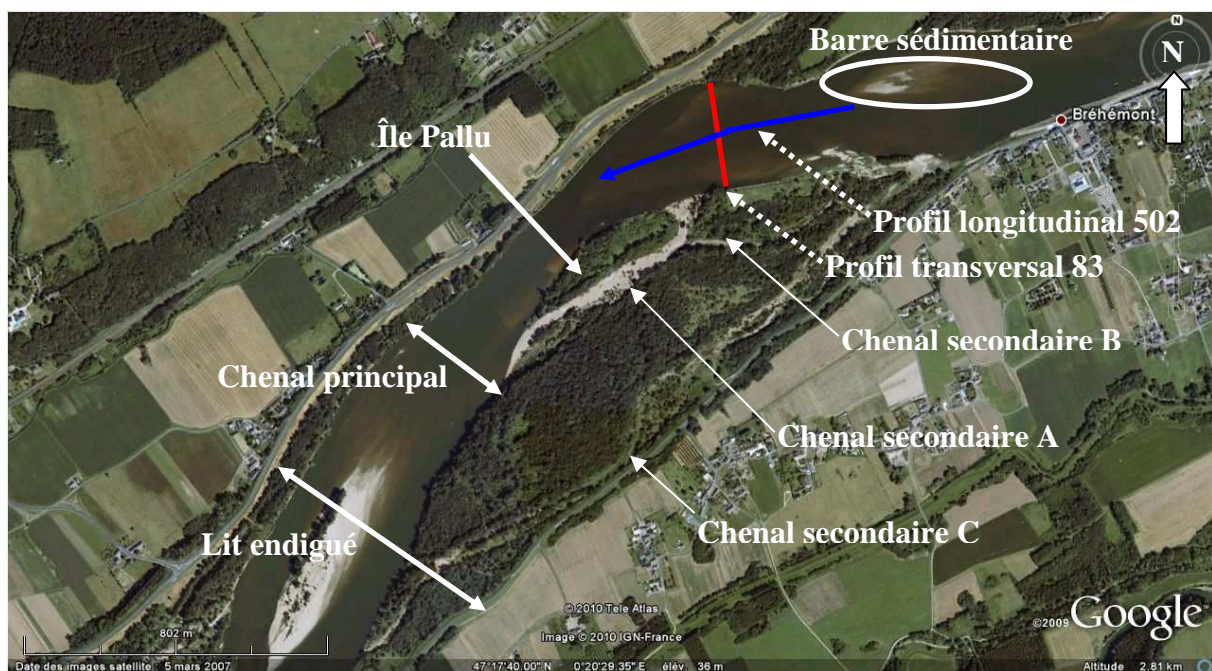 Barre sédimentaire
N
N
Bréhémont
Île Pallu
Profil longitudinal 502
Profil transversal 83
Chenal secondaire B
Chenal principal
Chenal secondaire A
Chenal secondaire C
Lit endigué
© 2010 Tele Atlas
Image © 2010 IGN-France
©2009 Google
802 m
Date des images satellite : 5 mars 2007
47°17'40.00" N 0°20'29.35" E élév. 36 m
Altitude 2.81 km